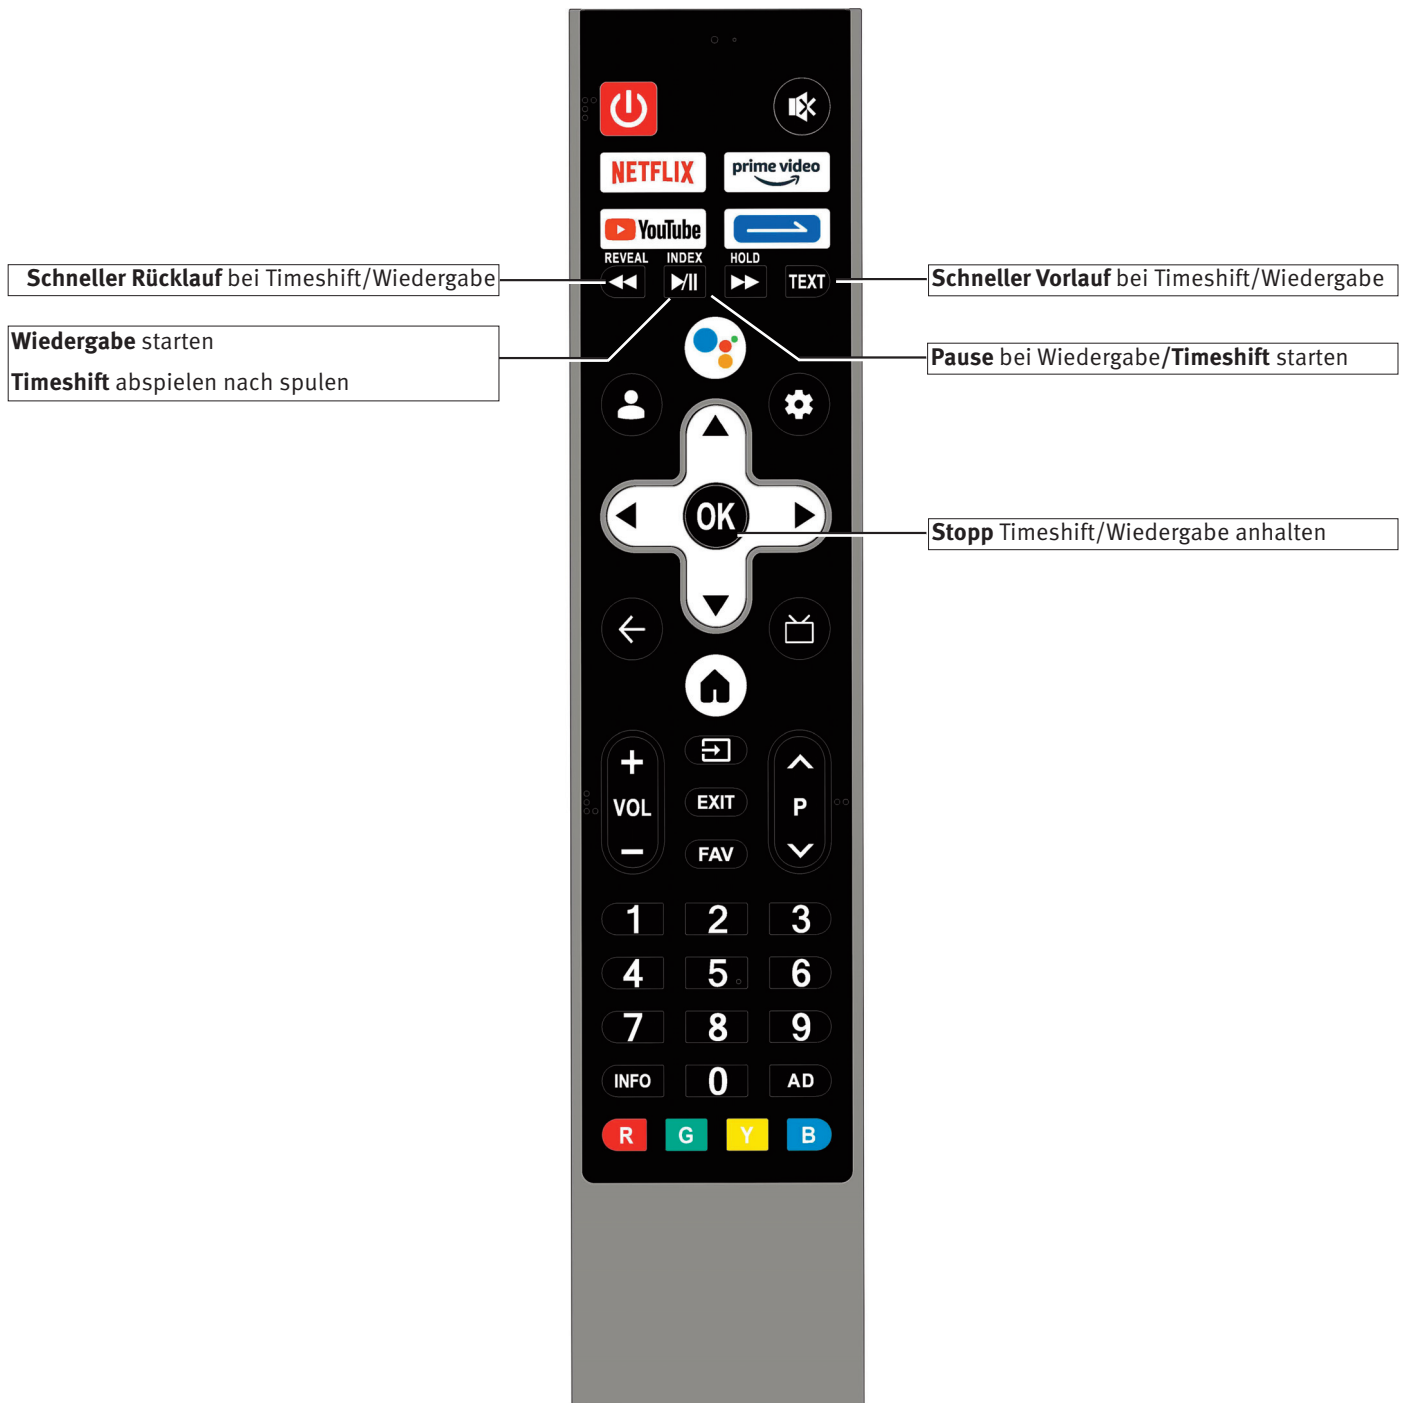 NETFLIX prime video
YouTube
REVEAL INDEX HOLD
TEXT
Schneller Rücklauf bei Timeshift/Wiedergabe
Schneller Vorlauf bei Timeshift/Wiedergabe
Wiedergabe starten
Timeshift abspielen nach spulen
Pause bei Wiedergabe/Timeshift starten
OK
Stopp Timeshift/Wiedergabe anhalten
VOL
P
EXIT
FAV
1 2 3
4 5 6
7 8 9
INFO 0 AD
R G Y B